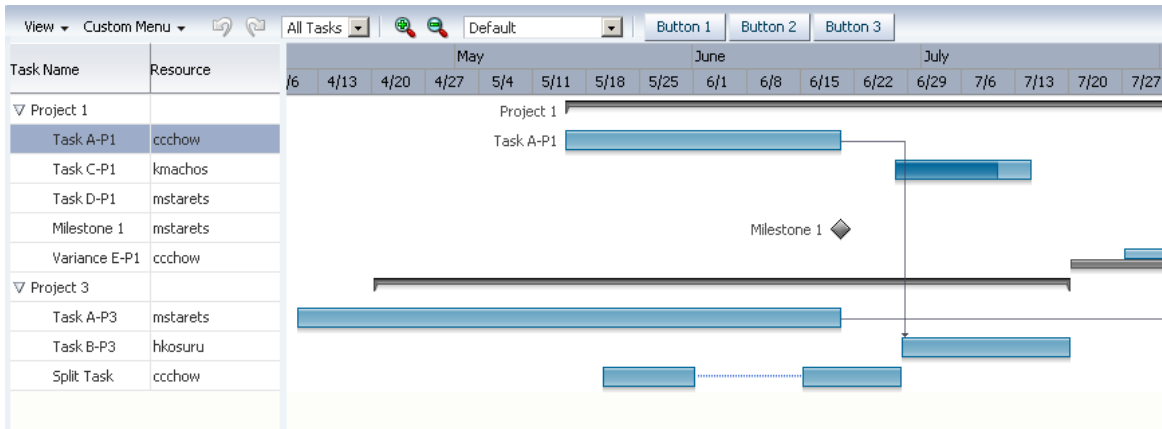 View Custom Menu All Tasks Default Button 1 Button 2 Button 3
Task Name Resource
May June July
/6 4/13 4/20 4/27 5/4 5/11 5/18 5/25 6/1 6/8 6/15 6/22 6/29 7/6 7/13 7/20 7/27
Project 1 Project 1
Task A-P1 ccchow Task A-P1
Task C-P1 kmachos
Task D-P1 mstarets
Milestone 1 mstarets Milestone 1
Variance E-P1 ccchow
Project 3
Task A-P3 mstarets
Task B-P3 hkosuru
Split Task ccchow